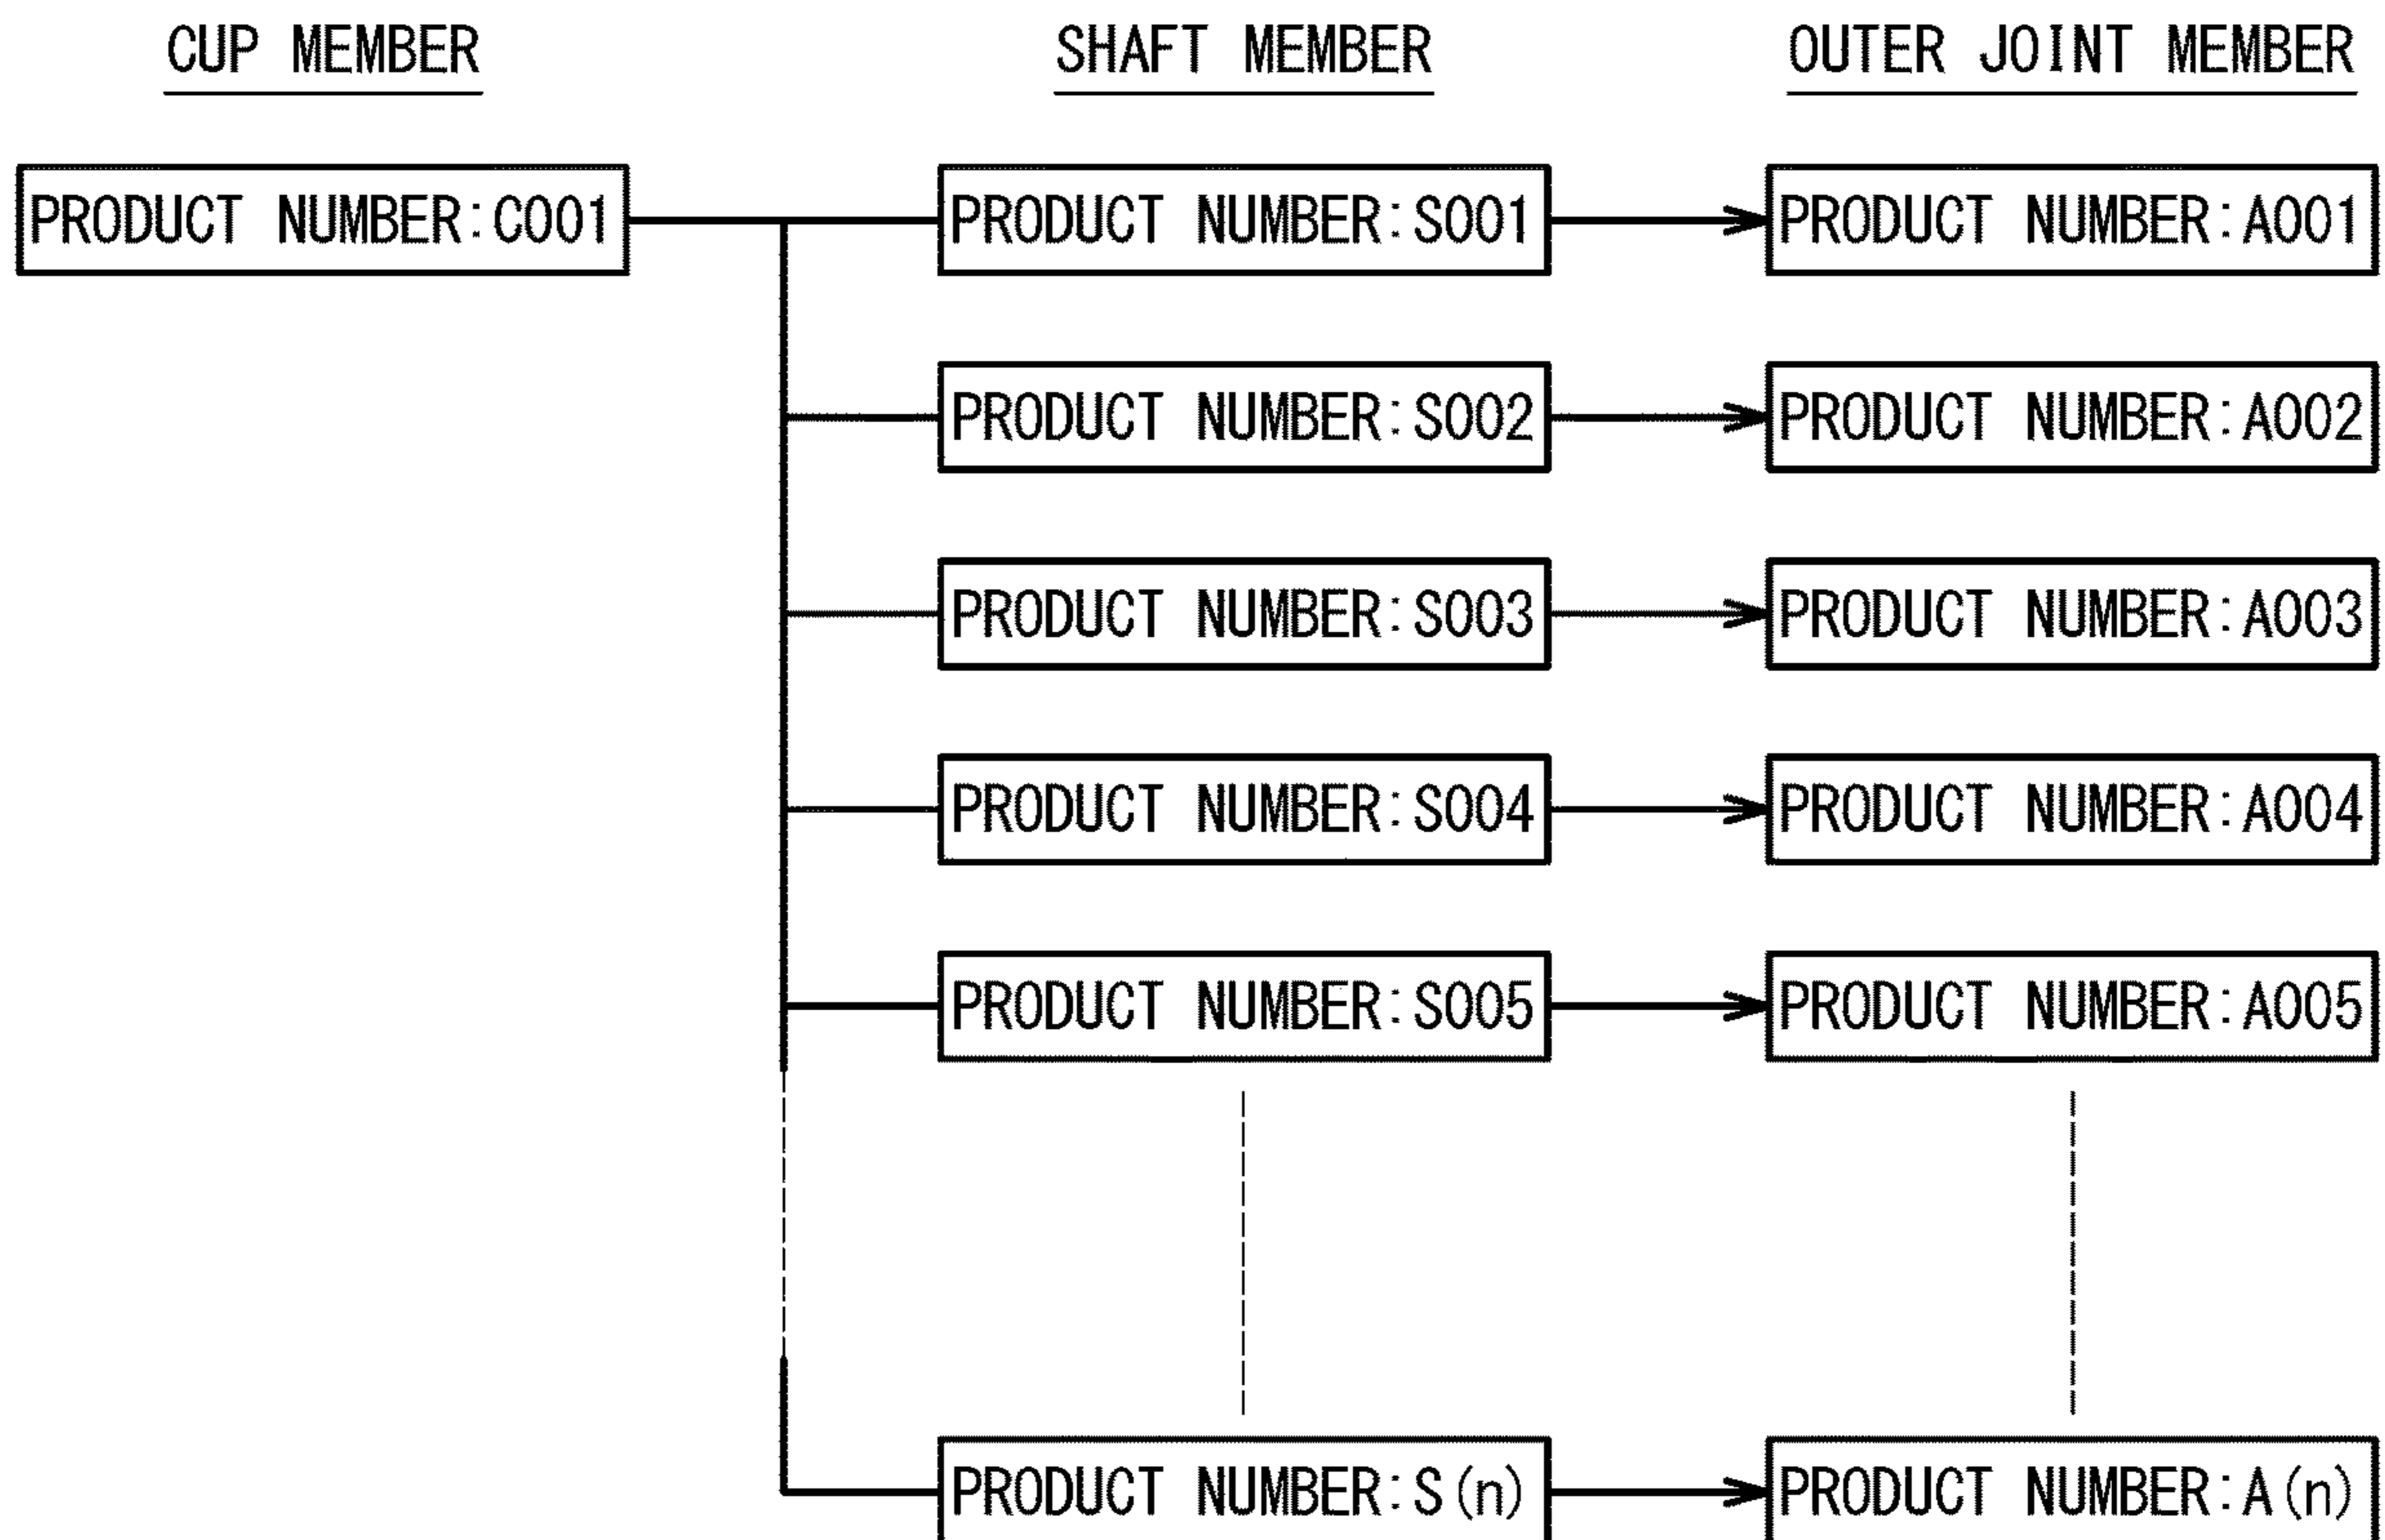 CUP MEMBER SHAFT MEMBER OUTER JOINT MEMBER
PRODUCT NUMBER:C001 PRODUCT NUMBER:S001 PRODUCT NUMBER:A001
PRODUCT NUMBER:S002 PRODUCT NUMBER:A002
PRODUCT NUMBER:S003 PRODUCT NUMBER:A003
PRODUCT NUMBER:S004 PRODUCT NUMBER:A004
PRODUCT NUMBER:S005 PRODUCT NUMBER:A005
PRODUCT NUMBER:S(n) PRODUCT NUMBER:A(n)